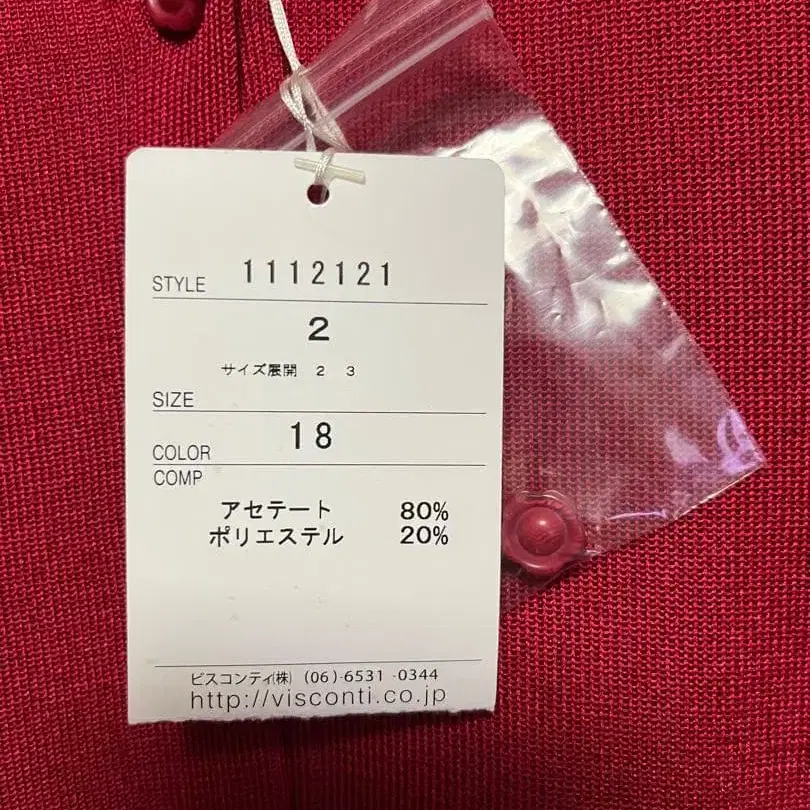 STYLE 1112121
2
サイズ展開 2 3
SIZE
18
COLOR
COMP
アセテート 80%
ポリエステル 20%
ビスコンティ(株) (06)-6531-0344
http://visconti.co.jp